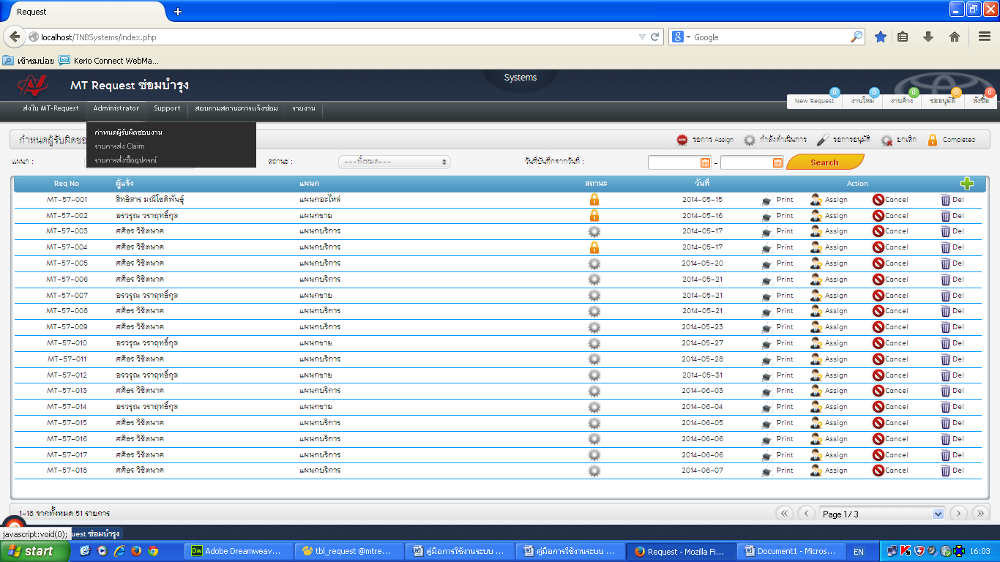 Request
localhost/TNBSystems/index.php
Google
เข้าชมบ่อย Kerio Connect WebMa...
MT Request ซ่อมบำรุง
Systems
0 0 0 0 0
New Request งานใหม่ งานค้าง รออนุมัติ สั่งซื้อ
ส่งใบ MT-Request Administrator Support สอบถามสถานะการแจ้งซ่อม รายงาน
กำหนดผู้รับผิดชอบงาน
รายการส่ง Claim
รายการสั่งซื้ออุปกรณ์
กำหนดผู้รับผิดชอ
รอการ Assign กำลังดำเนินการ รอการอนุมัติ ยกเลิก Completed
แผนก : สถานะ : ---ทั้งหมด--- วันที่บันทึกจากวันที่ : - Search
Req No ผู้แจ้ง แผนก สถานะ วันที่ Action
MT-57-001 สิทธิสาร มณีโชติพันธุ์ แผนกอะไหล่ 2014-05-15 Print Assign Cancel Del
MT-57-002 อรวรุณ วราฤทธิ์กุล แผนกขาย 2014-05-16 Print Assign Cancel Del
MT-57-003 ศศิธร วิชิตนาค แผนกบริการ 2014-05-17 Print Assign Cancel Del
MT-57-004 ศศิธร วิชิตนาค แผนกบริการ 2014-05-17 Print Assign Cancel Del
MT-57-005 ศศิธร วิชิตนาค แผนกบริการ 2014-05-20 Print Assign Cancel Del
MT-57-006 ศศิธร วิชิตนาค แผนกบริการ 2014-05-21 Print Assign Cancel Del
MT-57-007 อรวรุณ วราฤทธิ์กุล แผนกขาย 2014-05-21 Print Assign Cancel Del
MT-57-008 ศศิธร วิชิตนาค แผนกบริการ 2014-05-21 Print Assign Cancel Del
MT-57-009 ศศิธร วิชิตนาค แผนกบริการ 2014-05-23 Print Assign Cancel Del
MT-57-010 อรวรุณ วราฤทธิ์กุล แผนกขาย 2014-05-27 Print Assign Cancel Del
MT-57-011 ศศิธร วิชิตนาค แผนกบริการ 2014-05-28 Print Assign Cancel Del
MT-57-012 อรวรุณ วราฤทธิ์กุล แผนกขาย 2014-05-31 Print Assign Cancel Del
MT-57-013 ศศิธร วิชิตนาค แผนกบริการ 2014-06-03 Print Assign Cancel Del
MT-57-014 อรวรุณ วราฤทธิ์กุล แผนกขาย 2014-06-04 Print Assign Cancel Del
MT-57-015 ศศิธร วิชิตนาค แผนกบริการ 2014-06-05 Print Assign Cancel Del
MT-57-016 ศศิธร วิชิตนาค แผนกบริการ 2014-06-06 Print Assign Cancel Del
MT-57-017 ศศิธร วิชิตนาค แผนกบริการ 2014-06-06 Print Assign Cancel Del
MT-57-018 ศศิธร วิชิตนาค แผนกบริการ 2014-06-07 Print Assign Cancel Del
1-18 จากทั้งหมด 51 รายการ Page 1/ 3
javascript:void(0); uest ซ่อมบำรุง
start Adobe Dreamweav... tbl_request @mtre... คู่มือการใช้งานระบบ ... คู่มือการใช้งานระบบ ... Request - Mozilla Fi... Document1 - Micros... EN 16:03